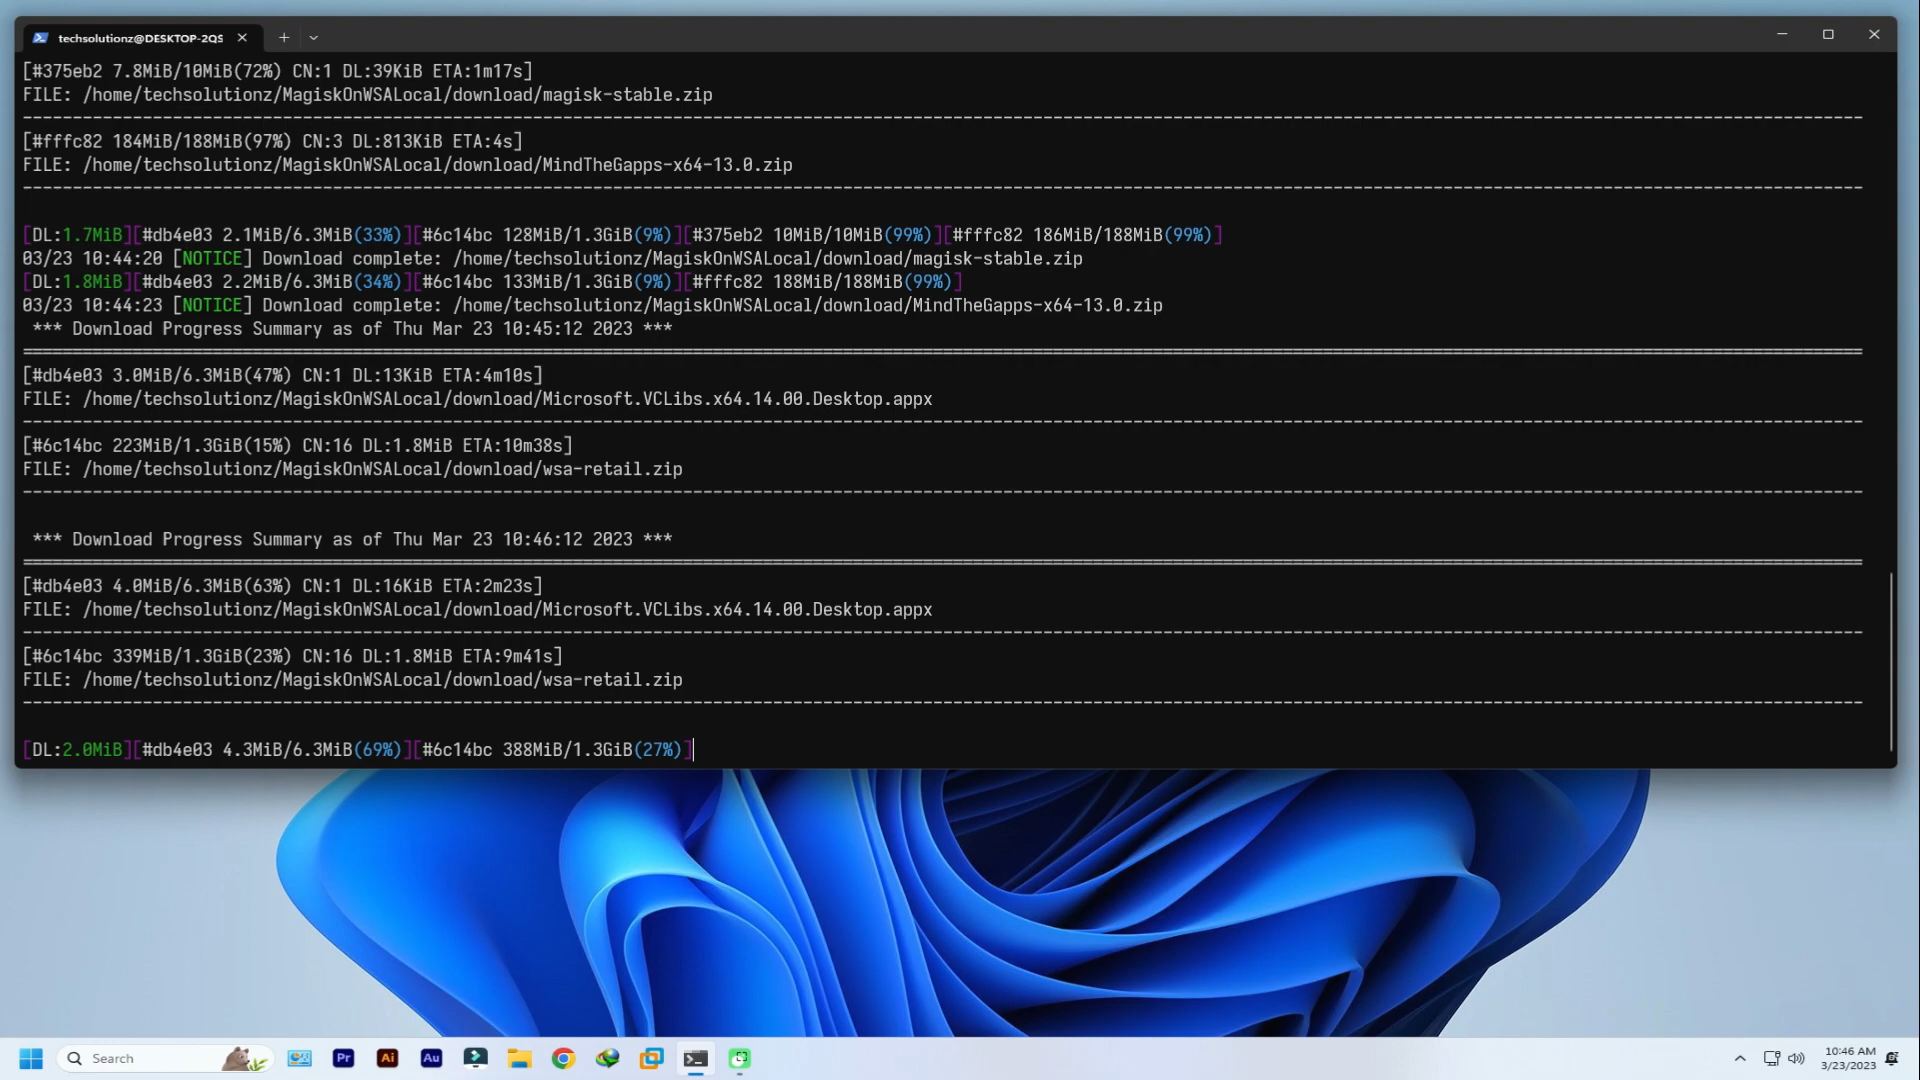 techsolutionz@DESKTOP-2QS
[#375eb2 7.8MiB/10MiB(72%) CN:1 DL:39KiB ETA:1m17s]
FILE: /home/techsolutionz/MagiskOnWSALocal/download/magisk-stable.zip
[#fffc82 184MiB/188MiB(97%) CN:3 DL:813KiB ETA:4s]
FILE: /home/techsolutionz/MagiskOnWSALocal/download/MindTheGapps-x64-13.0.zip
[DL:1.7MiB][#db4e03 2.1MiB/6.3MiB(33%)][#6c14bc 128MiB/1.3GiB(9%)][#375eb2 10MiB/10MiB(99%)][#fffc82 186MiB/188MiB(99%)]
03/23 10:44:20 [NOTICE] Download complete: /home/techsolutionz/MagiskOnWSALocal/download/magisk-stable.zip
[DL:1.8MiB][#db4e03 2.2MiB/6.3MiB(34%)][#6c14bc 133MiB/1.3GiB(9%)][#fffc82 188MiB/188MiB(99%)]
03/23 10:44:23 [NOTICE] Download complete: /home/techsolutionz/MagiskOnWSALocal/download/MindTheGapps-x64-13.0.zip
*** Download Progress Summary as of Thu Mar 23 10:45:12 2023 ***
[#db4e03 3.0MiB/6.3MiB(47%) CN:1 DL:13KiB ETA:4m10s]
FILE: /home/techsolutionz/MagiskOnWSALocal/download/Microsoft.VCLibs.x64.14.00.Desktop.appx
[#6c14bc 223MiB/1.3GiB(15%) CN:16 DL:1.8MiB ETA:10m38s]
FILE: /home/techsolutionz/MagiskOnWSALocal/download/wsa-retail.zip
*** Download Progress Summary as of Thu Mar 23 10:46:12 2023 ***
[#db4e03 4.0MiB/6.3MiB(63%) CN:1 DL:16KiB ETA:2m23s]
FILE: /home/techsolutionz/MagiskOnWSALocal/download/Microsoft.VCLibs.x64.14.00.Desktop.appx
[#6c14bc 339MiB/1.3GiB(23%) CN:16 DL:1.8MiB ETA:9m41s]
FILE: /home/techsolutionz/MagiskOnWSALocal/download/wsa-retail.zip
[DL:2.0MiB][#db4e03 4.3MiB/6.3MiB(69%)][#6c14bc 388MiB/1.3GiB(27%)]
Search
Pr
Ai
Au
10:46 AM
3/23/2023